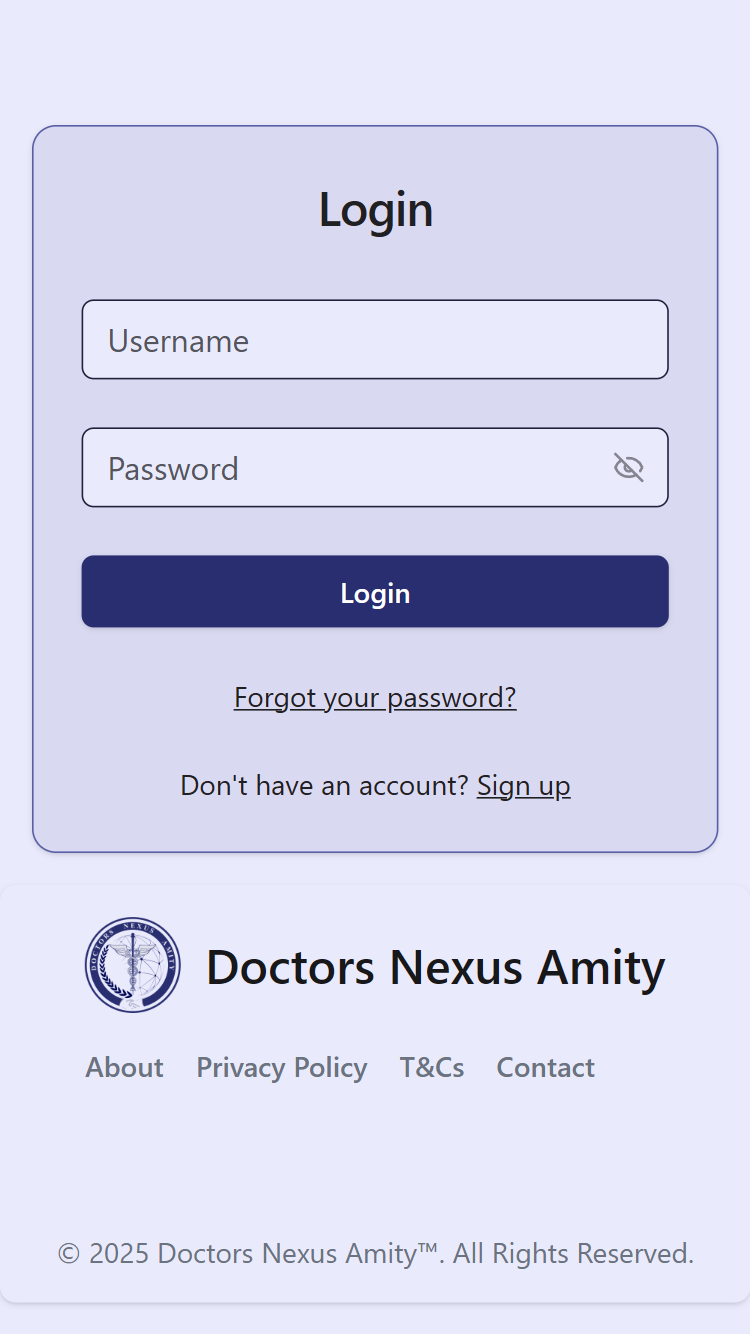 Login
Username
Password
Login
Forgot your password?
Don't have an account? Sign up
DOCTORS NEXUS AMITY
Doctors Nexus Amity
About Privacy Policy T&Cs Contact
© 2025 Doctors Nexus Amity™. All Rights Reserved.